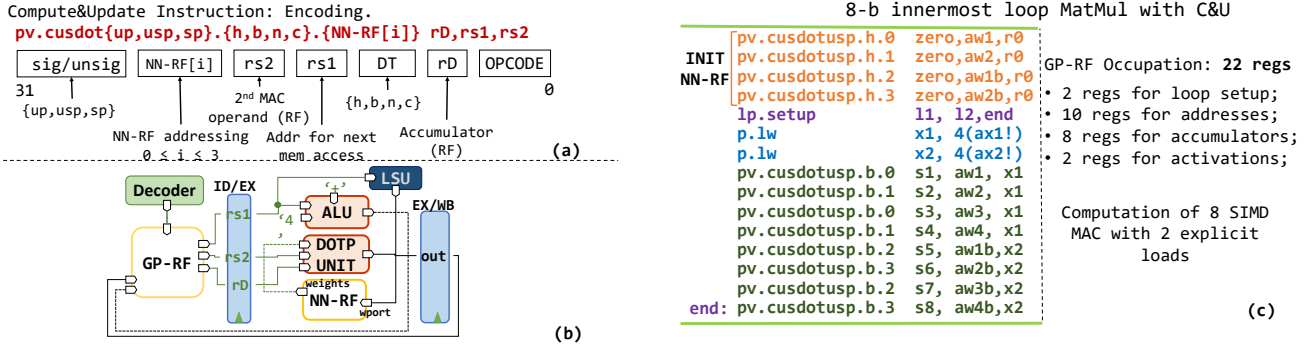 Compute&Update Instruction: Encoding.
pv.cusdot{up,usp,sp}.{h,b,n,c}.{NN-RF[i]} rD,rs1,rs2
sig/unsig NN-RF[i] rs2 rs1 DT rD OPCODE
31 0
{up,usp,sp}
2nd MAC
operand (RF)
{h,b,n,c}
NN-RF addressing
0 ≤ i ≤ 3
Addr for next
mem access
Accumulator
(RF)
(a)
Decoder
ID/EX
LSU
EX/WB
rs1
'+'
'4
'
ALU
GP-RF
rs2
DOTP
UNIT
out
rD
weights
NN-RF
wport
(b)
8-b innermost loop MatMul with C&U
INIT
NN-RF
pv.cusdotusp.h.0 zero,aw1,r0
pv.cusdotusp.h.1 zero,aw2,r0
pv.cusdotusp.h.2 zero,aw1b,r0
pv.cusdotusp.h.3 zero,aw2b,r0
lp.setup l1, l2,end
p.lw x1, 4(ax1!)
p.lw x2, 4(ax2!)
pv.cusdotusp.b.0 s1, aw1, x1
pv.cusdotusp.b.1 s2, aw2, x1
pv.cusdotusp.b.0 s3, aw3, x1
pv.cusdotusp.b.1 s4, aw4, x1
pv.cusdotusp.b.2 s5, aw1b,x2
pv.cusdotusp.b.3 s6, aw2b,x2
pv.cusdotusp.b.2 s7, aw3b,x2
end: pv.cusdotusp.b.3 s8, aw4b,x2
GP-RF Occupation: 22 regs
• 2 regs for loop setup;
• 10 regs for addresses;
• 8 regs for accumulators;
• 2 regs for activations;
Computation of 8 SIMD
MAC with 2 explicit
loads
(c)